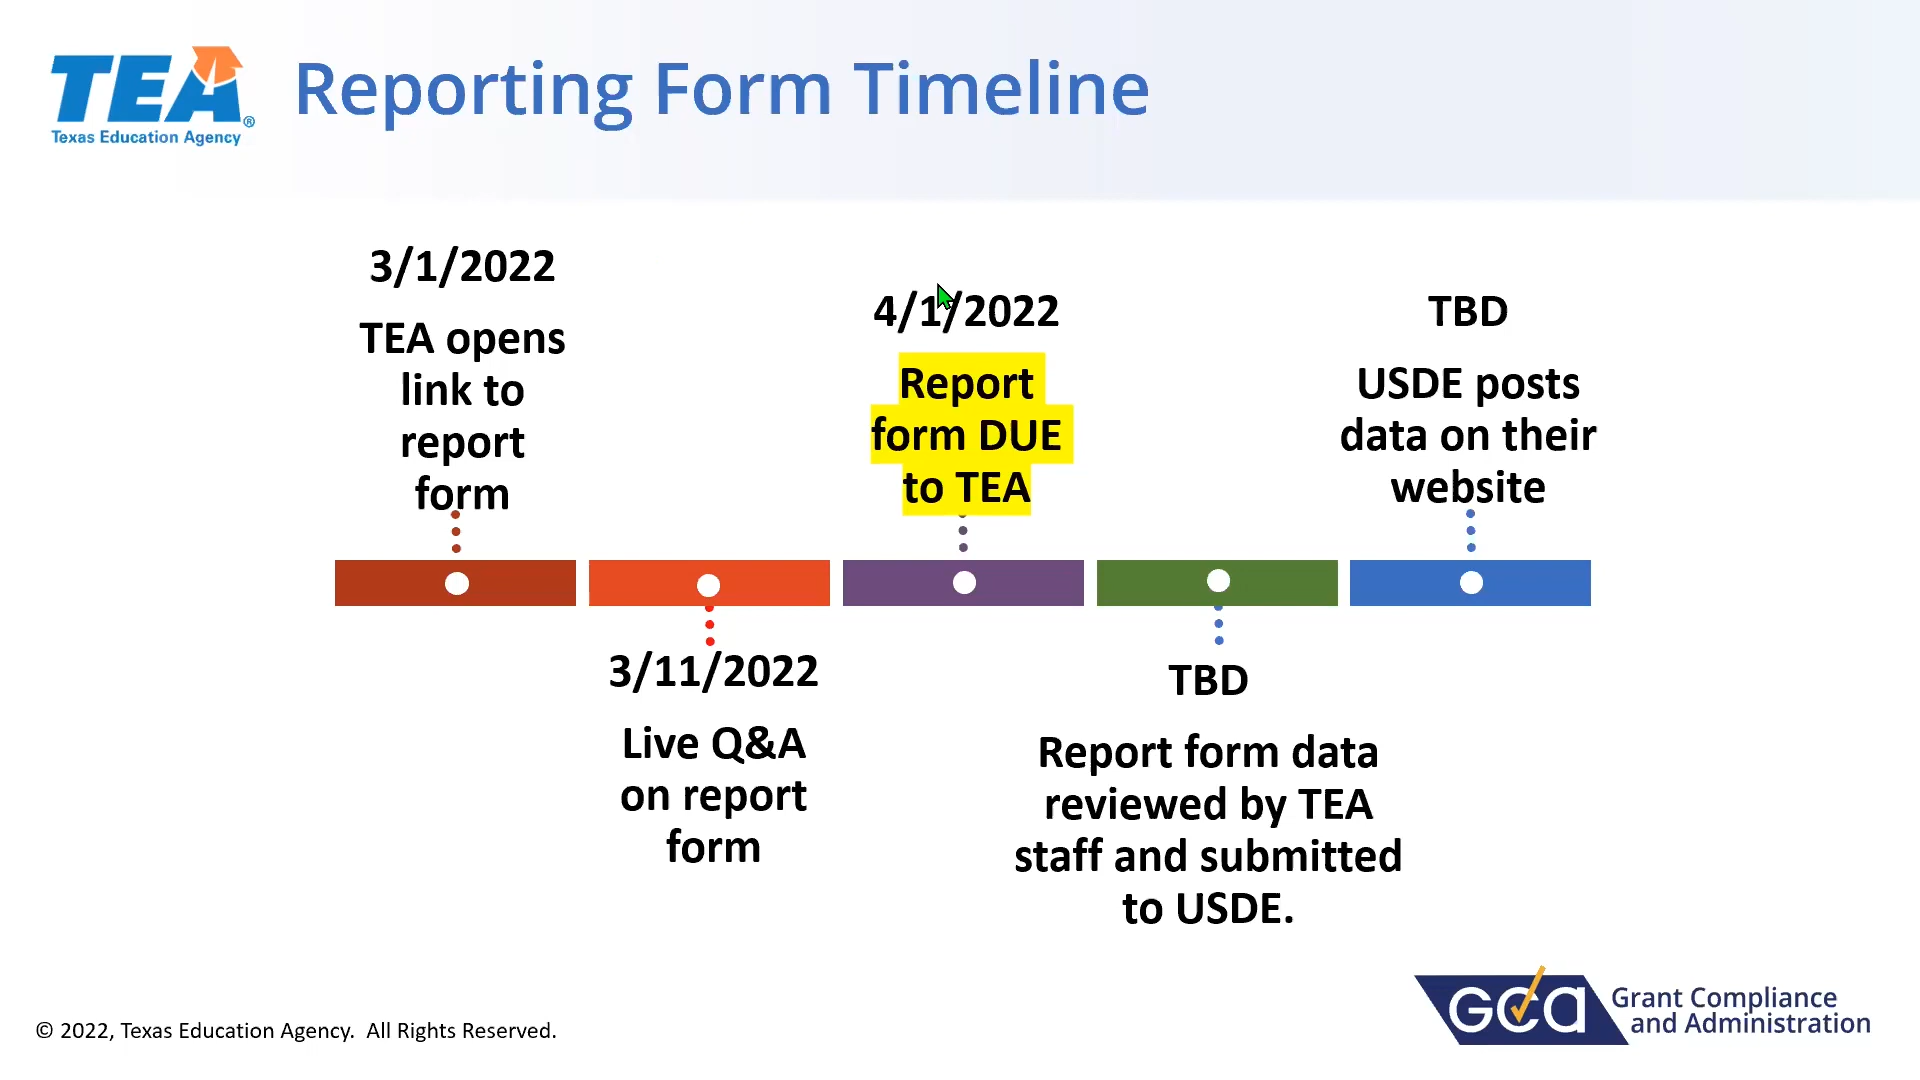 TEA®
Texas Education Agency
Reporting Form Timeline
3/1/2022
TEA opens
link to
report
form
3/11/2022
Live Q&A
on report
form
4/1/2022
Report
form DUE
to TEA
TBD
Report form data
reviewed by TEA
staff and submitted
to USDE.
TBD
USDE posts
data on their
website
© 2022, Texas Education Agency.  All Rights Reserved.
gca
Grant Compliance
and Administration